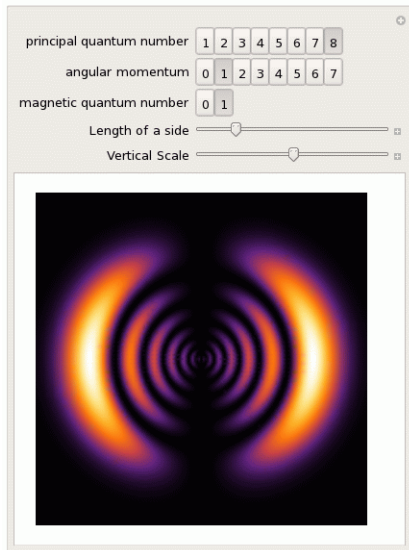 principal quantum number 1 2 3 4 5 6 7 8
angular momentum 0 1 2 3 4 5 6 7
magnetic quantum number 0 1
Length of a side
Vertical Scale